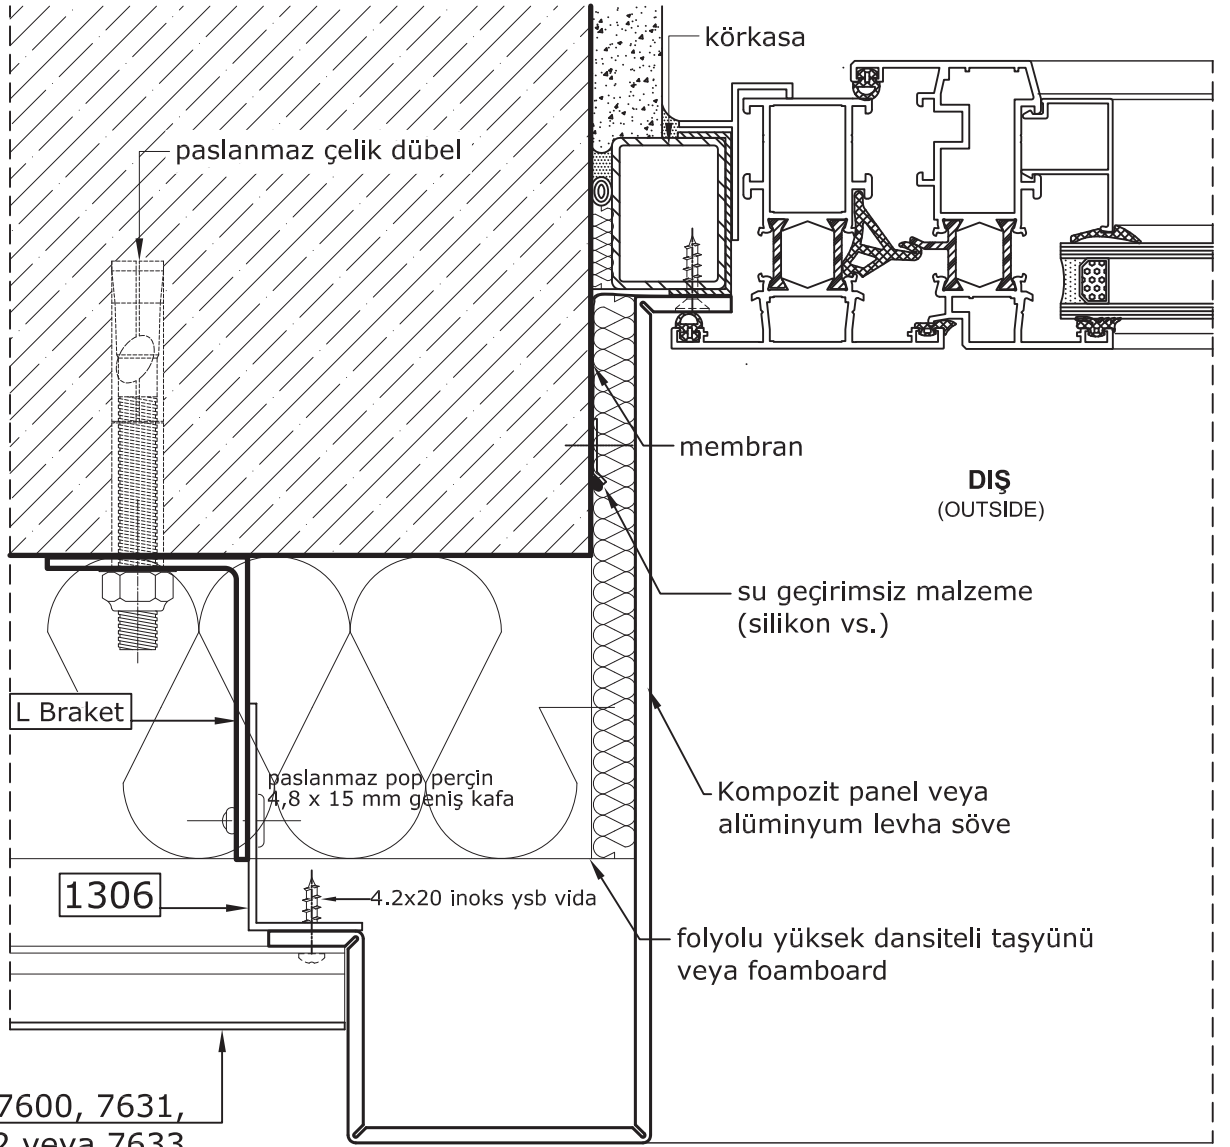 körkasa
paslanmaz çelik dübel
membran
DIŞ
(OUTSIDE)
su geçirimsiz malzeme
(silikon vs.)
L Braket
paslanmaz pop perçin
4,8 x 15 mm geniş kafa
Kompozit panel veya
alüminyum levha söve
1306
4.2x20 inoks ysb vida
folyolu yüksek dansiteli taşyünü
veya foamboard
7600, 7631,
2 veya 7633